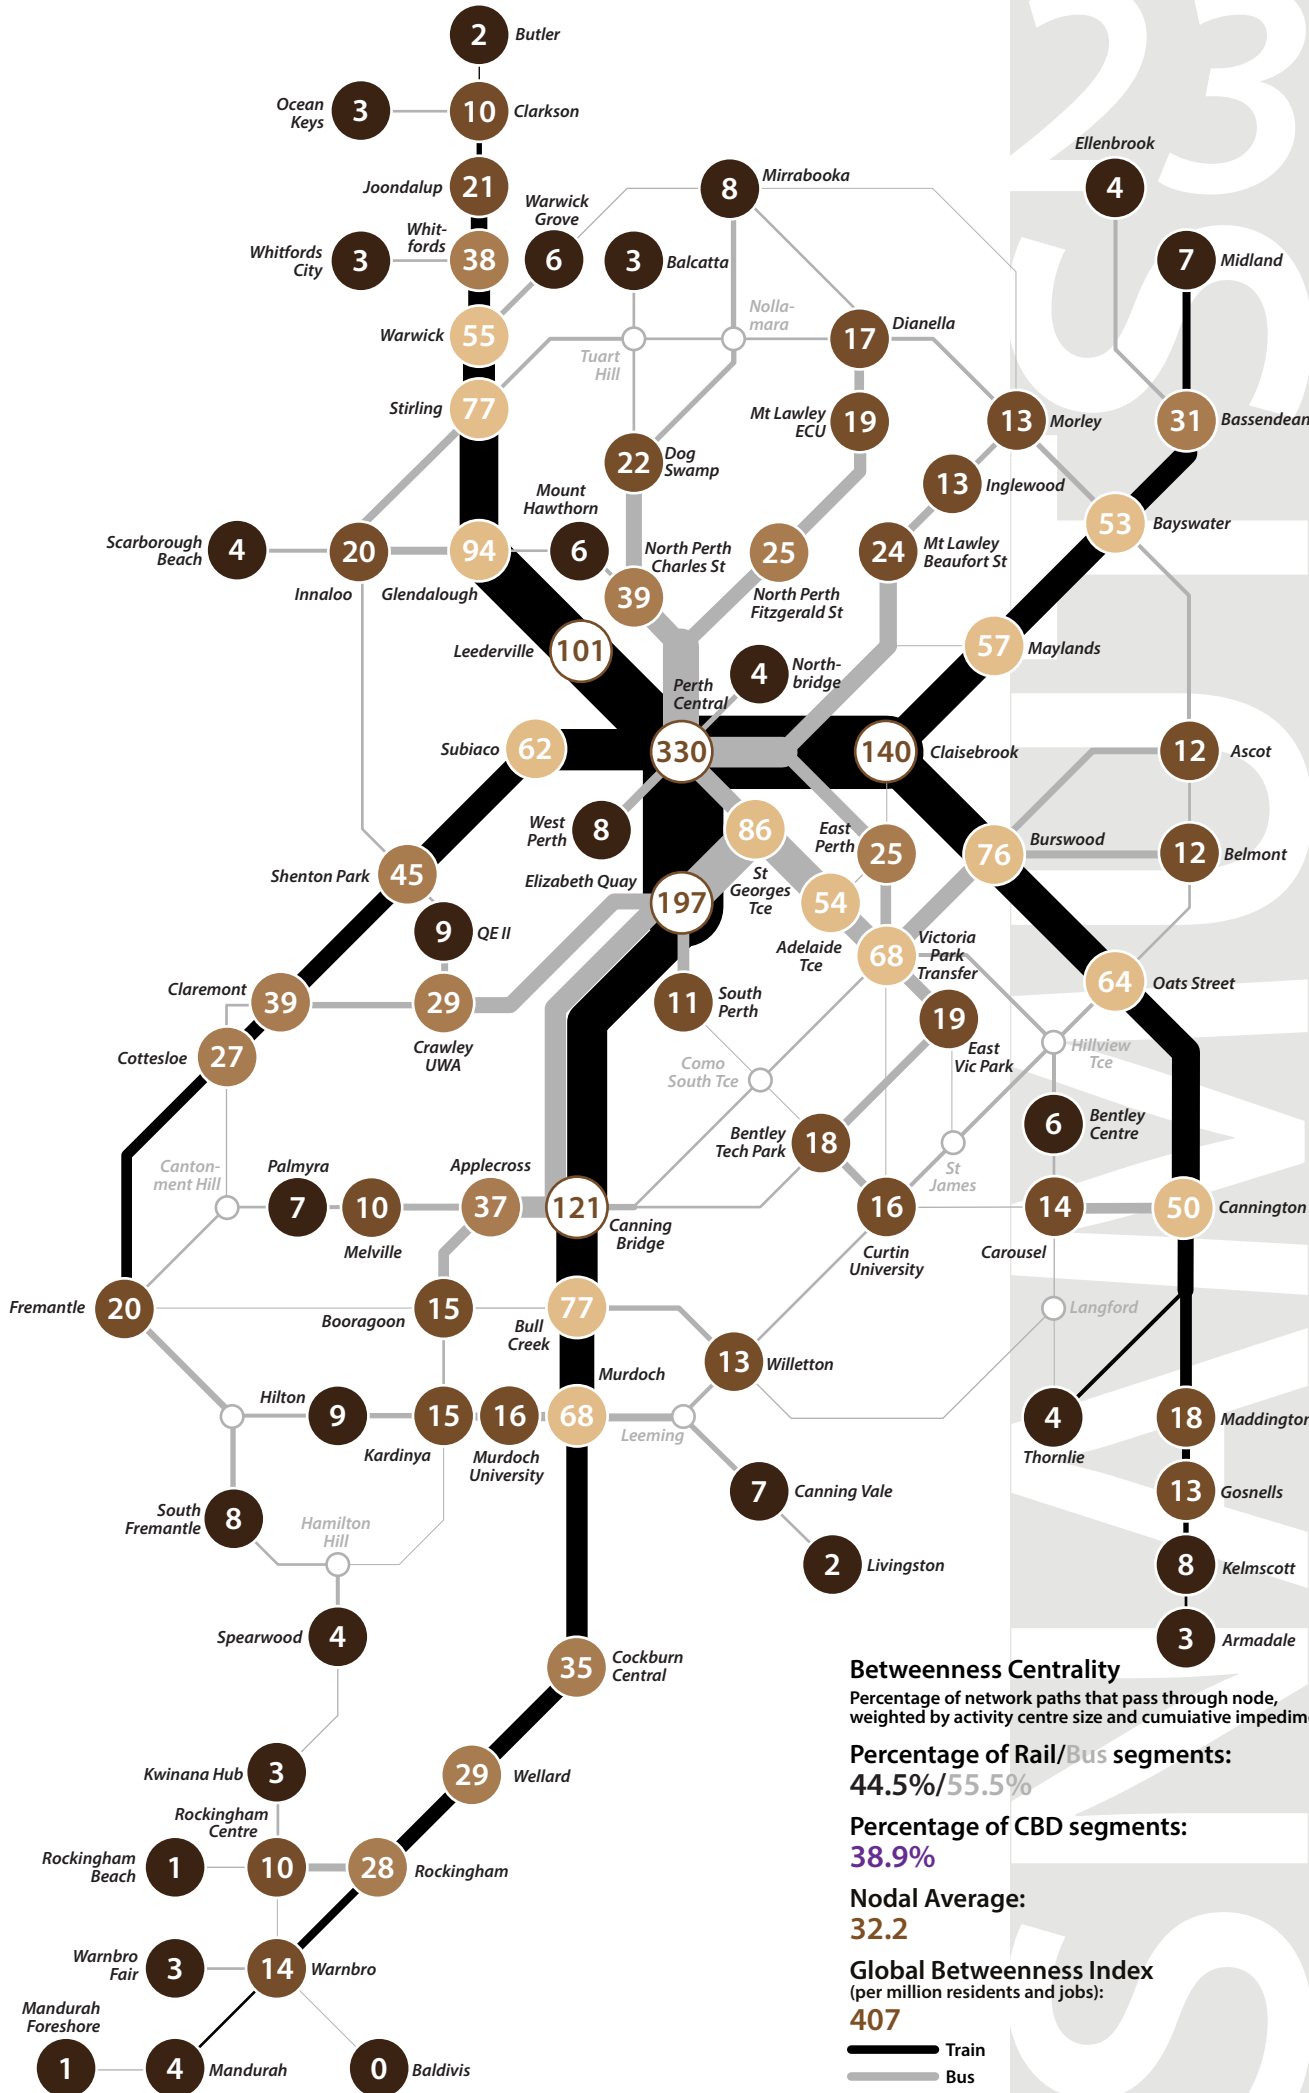 2
Butler
Ocean
Keys
3
10
Clarkson
Joondalup
21
Ellenbrook
4
8
Mirrabooka
Warwick
Grove
6
Whit-
fords
38
Whitfords
City
3
3
Balcatta
7
Midland
Warwick
55
Nolla-
mara
Tuart
Hill
17
Dianella
Stirling
77
Mt Lawley
ECU
19
13
Morley
31
Bassendean
22
Dog
Swamp
13
Inglewood
Mount
Hawthorn
6
53
Bayswater
Scarborough
Beach
4
20
Innaloo
94
Glendalough
North Perth
Charles St
39
25
North Perth
Fitzgerald St
24
Mt Lawley
Beaufort St
Leederville
101
57
Maylands
4
North-
bridge
Perth
Central
330
Subiaco
62
140
Claisebrook
12
Ascot
West
Perth
8
86
St
Georges
Tce
East
Perth
25
76
Burswood
12
Belmont
Shenton Park
45
Elizabeth Quay
197
54
Adelaide
Tce
9
QE II
68
Victoria
Park
Transfer
64
Oats Street
Claremont
39
29
Crawley
UWA
11
South
Perth
19
East
Vic Park
Hillview
Tce
Cottesloe
27
Como
South Tce
6
Bentley
Centre
Bentley
Tech Park
18
St
James
Canton-
ment Hill
Palmyra
7
10
Melville
Applecross
37
121
Canning
Bridge
16
Curtin
University
14
Carousel
50
Cannington
Fremantle
20
15
Booragoon
77
Bull
Creek
Langford
13
Willetton
Hilton
9
15
Kardinya
16
Murdoch
University
Murdoch
68
Leeming
4
Thornlie
18
Maddington
7
Canning Vale
13
Gosnells
South
Fremantle
8
Hamilton
Hill
2
Livingston
8
Kelmscott
Spearwood
4
3
Armadale
35
Cockburn
Central
Kwinana Hub
3
29
Wellard
Rockingham
Centre
10
Rockingham
Beach
1
28
Rockingham
Warnbro
Fair
3
14
Warnbro
Mandurah
Foreshore
1
4
Mandurah
0
Baldivis
Betweenness Centrality
Percentage of network paths that pass through node,
weighted by activity centre size and cumuiative impedim
Percentage of Rail/Bus segments:
44.5%/55.5%
Percentage of CBD segments:
38.9%
Nodal Average:
32.2
Global Betweenness Index
(per million residents and jobs):
407
Train
Bus
23